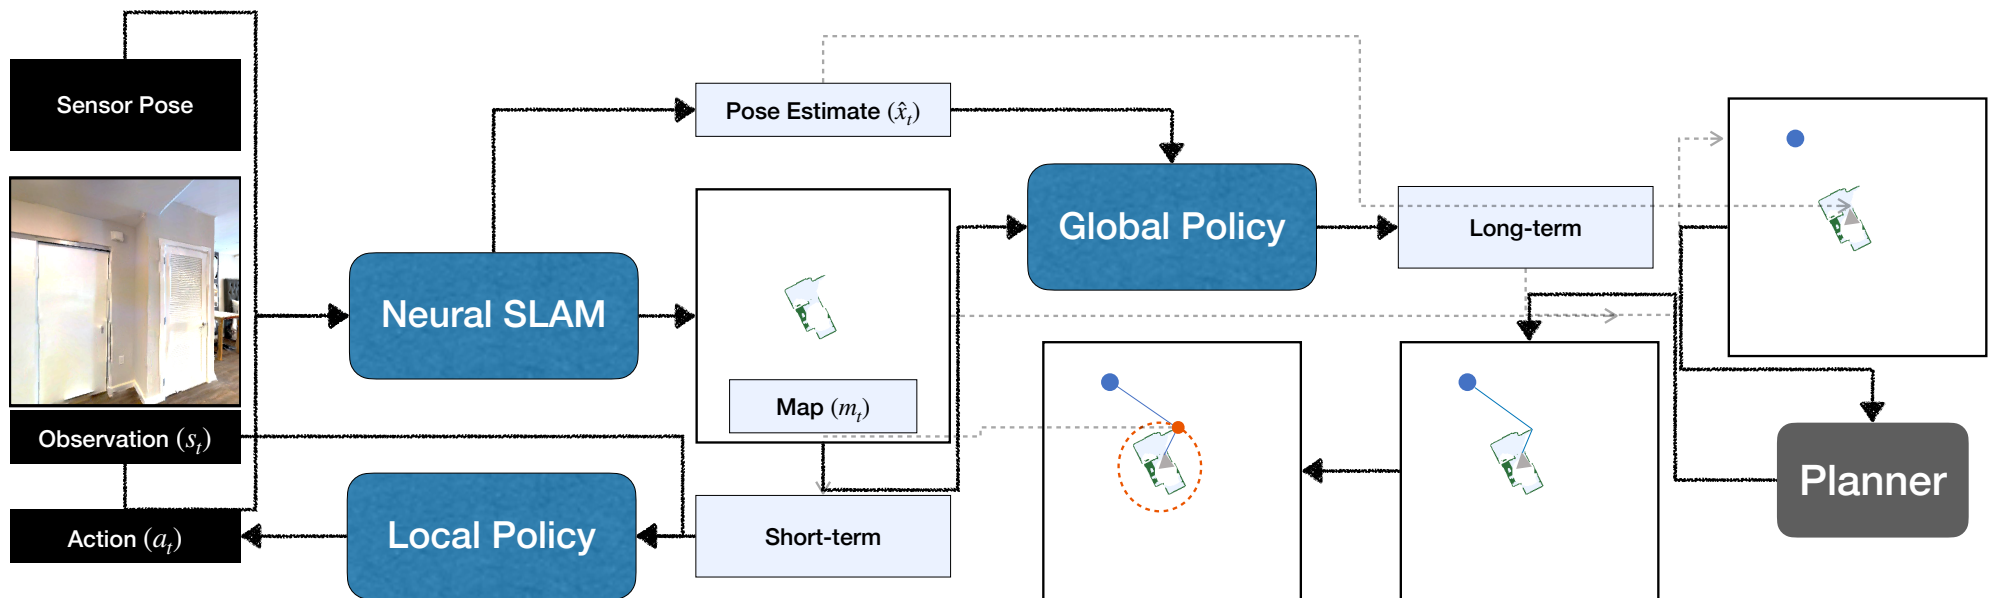 Sensor Pose
Observation (s_t)
Action (a_t)
Neural SLAM
Local Policy
Pose Estimate (x̂_t)
Map (m_t)
Short-term
Global Policy
Long-term
Planner